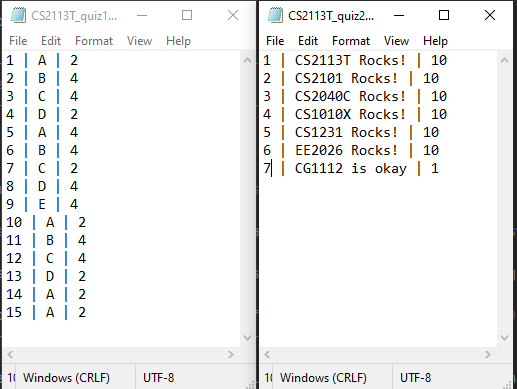 CS2113T_quiz1...
File Edit Format View Help
1 | A | 2
2 | B | 4
3 | C | 4
4 | D | 2
5 | A | 4
6 | B | 4
7 | C | 2
8 | D | 4
9 | E | 4
10 | A | 2
11 | B | 4
12 | C | 4
13 | D | 2
14 | A | 2
15 | A | 2
Windows (CRLF) UTF-8
CS2113T_quiz2...
File Edit Format View Help
1 | CS2113T Rocks! | 10
2 | CS2101 Rocks! | 10
3 | CS2040C Rocks! | 10
4 | CS1010X Rocks! | 10
5 | CS1231 Rocks! | 10
6 | EE2026 Rocks! | 10
7 | CG1112 is okay | 1
Windows (CRLF) UTF-8